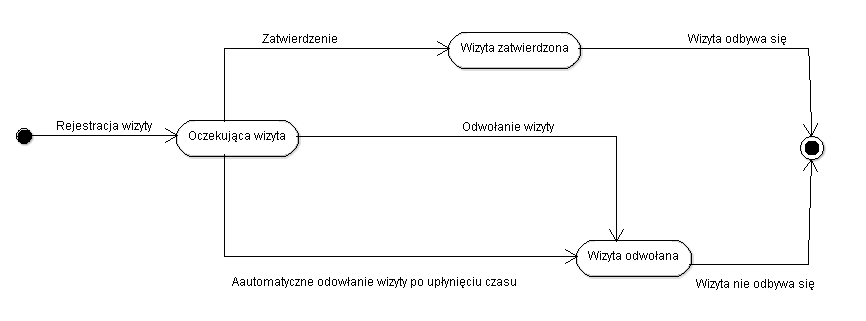 Zatwierdzenie
Wizyta zatwierdzona
Wizyta odbywa się
Rejestracja wizyty
Oczekująca wizyta
Odwołanie wizyty
Wizyta odwołana
Aautomatyczne odowłanie wizyty po upłynięciu czasu
Wizyta nie odbywa się